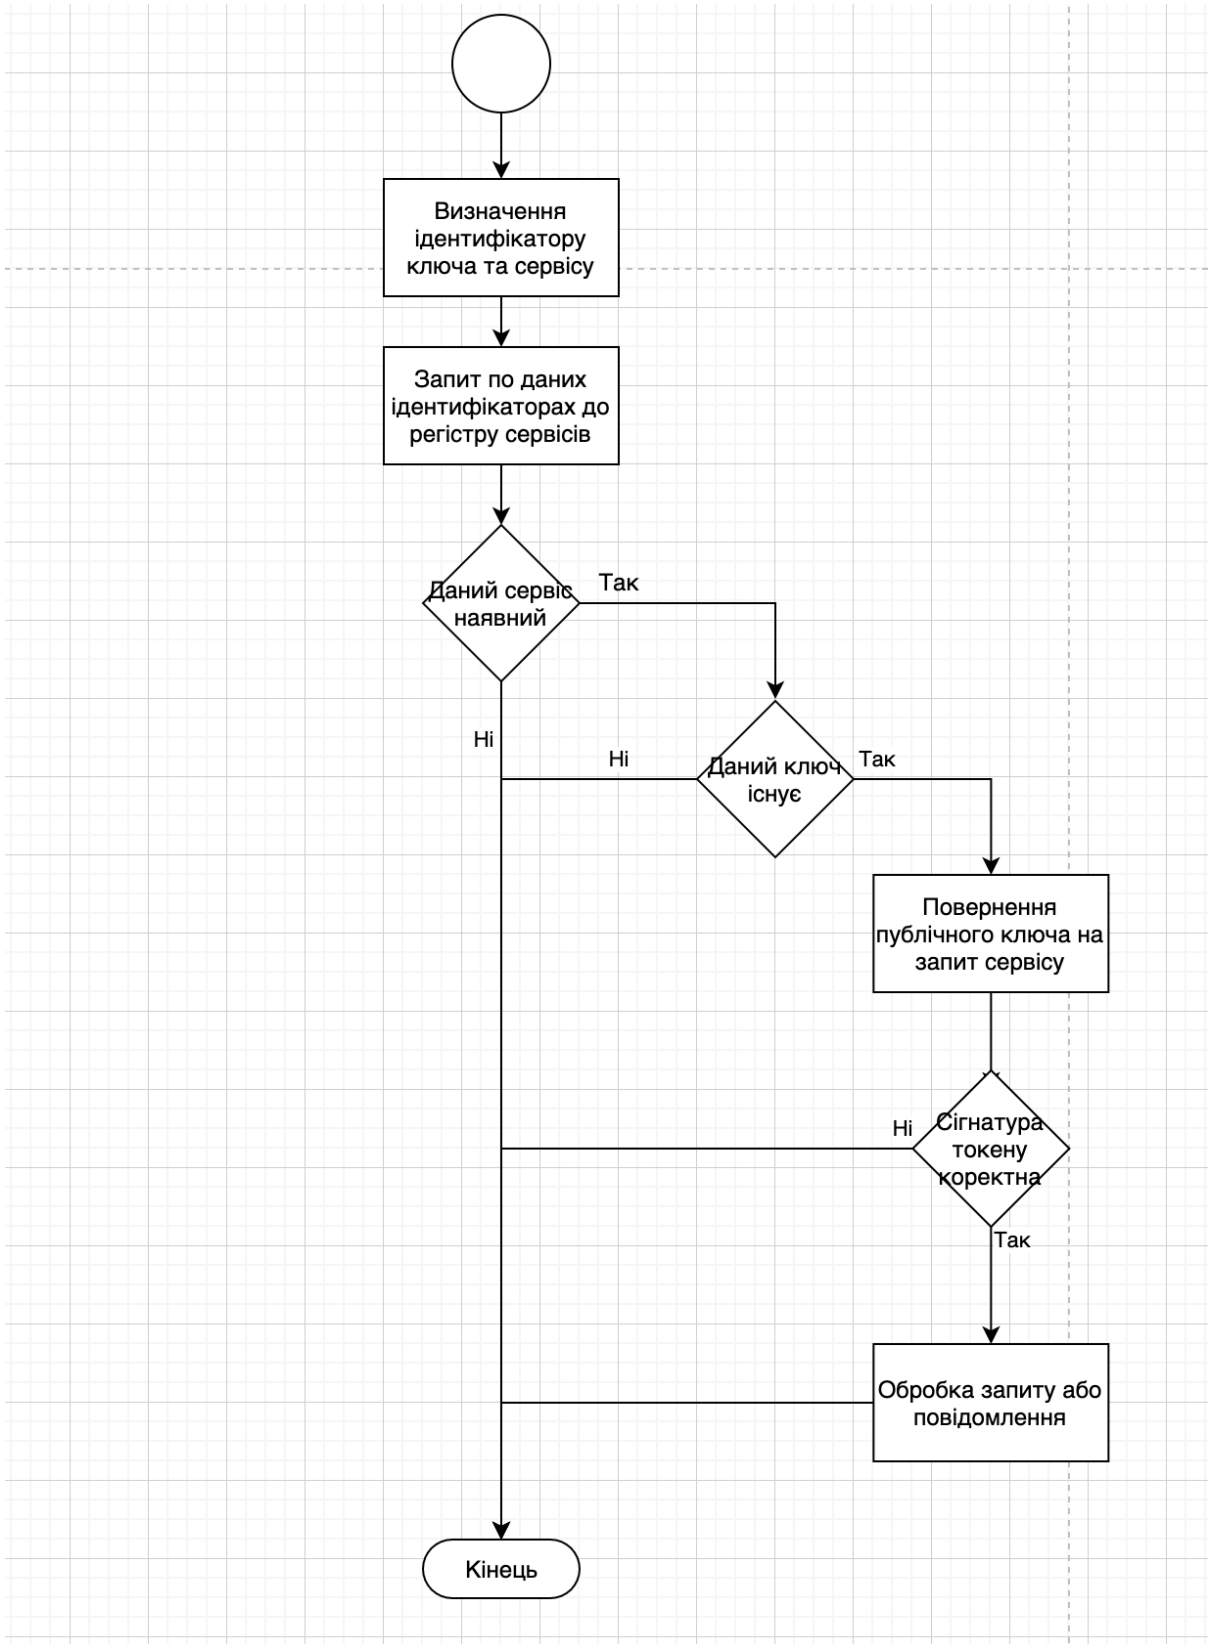 Визначення
ідентифікатору
ключа та сервісу
Запит по даних
ідентифікаторах до
регістру сервісів
Даний сервіс
наявний
Так
Ні
Ні
Даний ключ
існує
Так
Повернення
публічного ключа на
запит сервісу
Ні
Сігнатура
токену
коректна
Так
Обробка запиту або
повідомлення
Кінець